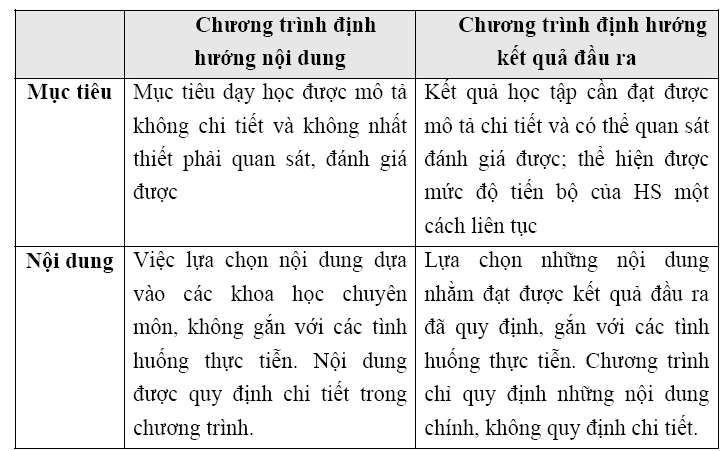 Chương trình định
hướng nội dung
Chương trình định hướng
kết quả đầu ra
Mục tiêu
Mục tiêu dạy học được mô tả
không chi tiết và không nhất
thiết phải quan sát, đánh giá
được
Kết quả học tập cần đạt được
mô tả chi tiết và có thể quan sát
đánh giá được; thể hiện được
mức độ tiến bộ của HS một
cách liên tục
Nội dung
Việc lựa chọn nội dung dựa
vào các khoa học chuyên
môn, không gắn với các tình
huống thực tiễn. Nội dung
được quy định chi tiết trong
chương trình.
Lựa chọn những nội dung
nhằm đạt được kết quả đầu ra
đã quy định, gắn với các tình
huống thực tiễn. Chương trình
chỉ quy định những nội dung
chính, không quy định chi tiết.